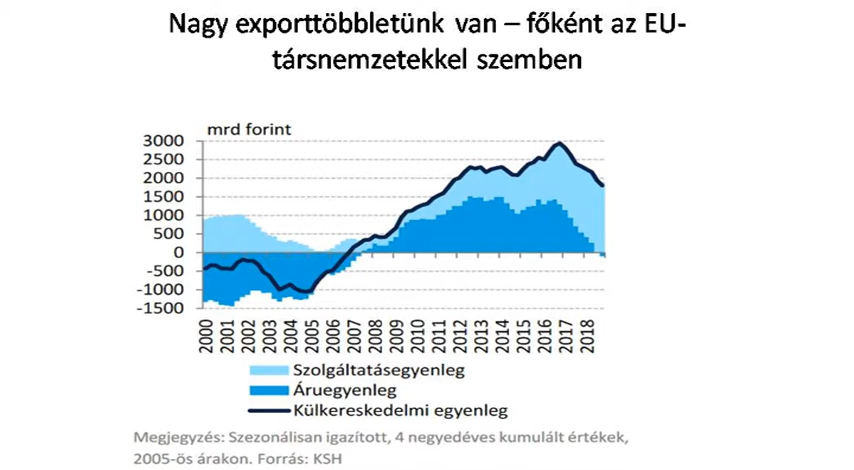 Nagy exporttöbbletünk van – főként az EU-
társnemzetekkel szemben
mrd forint
3000
2500
2000
1500
1000
500
0
-500
-1000
-1500
2000 2001 2002 2003 2004 2005 2006 2007 2008 2009 2010 2011 2012 2013 2014 2015 2016 2017 2018
Szolgáltatásegyenleg
Áruegyenleg
Külkereskedelmi egyenleg
Megjegyzés: Szezonálisan igazított, 4 negyedéves kumulált értékek,
2005-ös árakon. Forrás: KSH